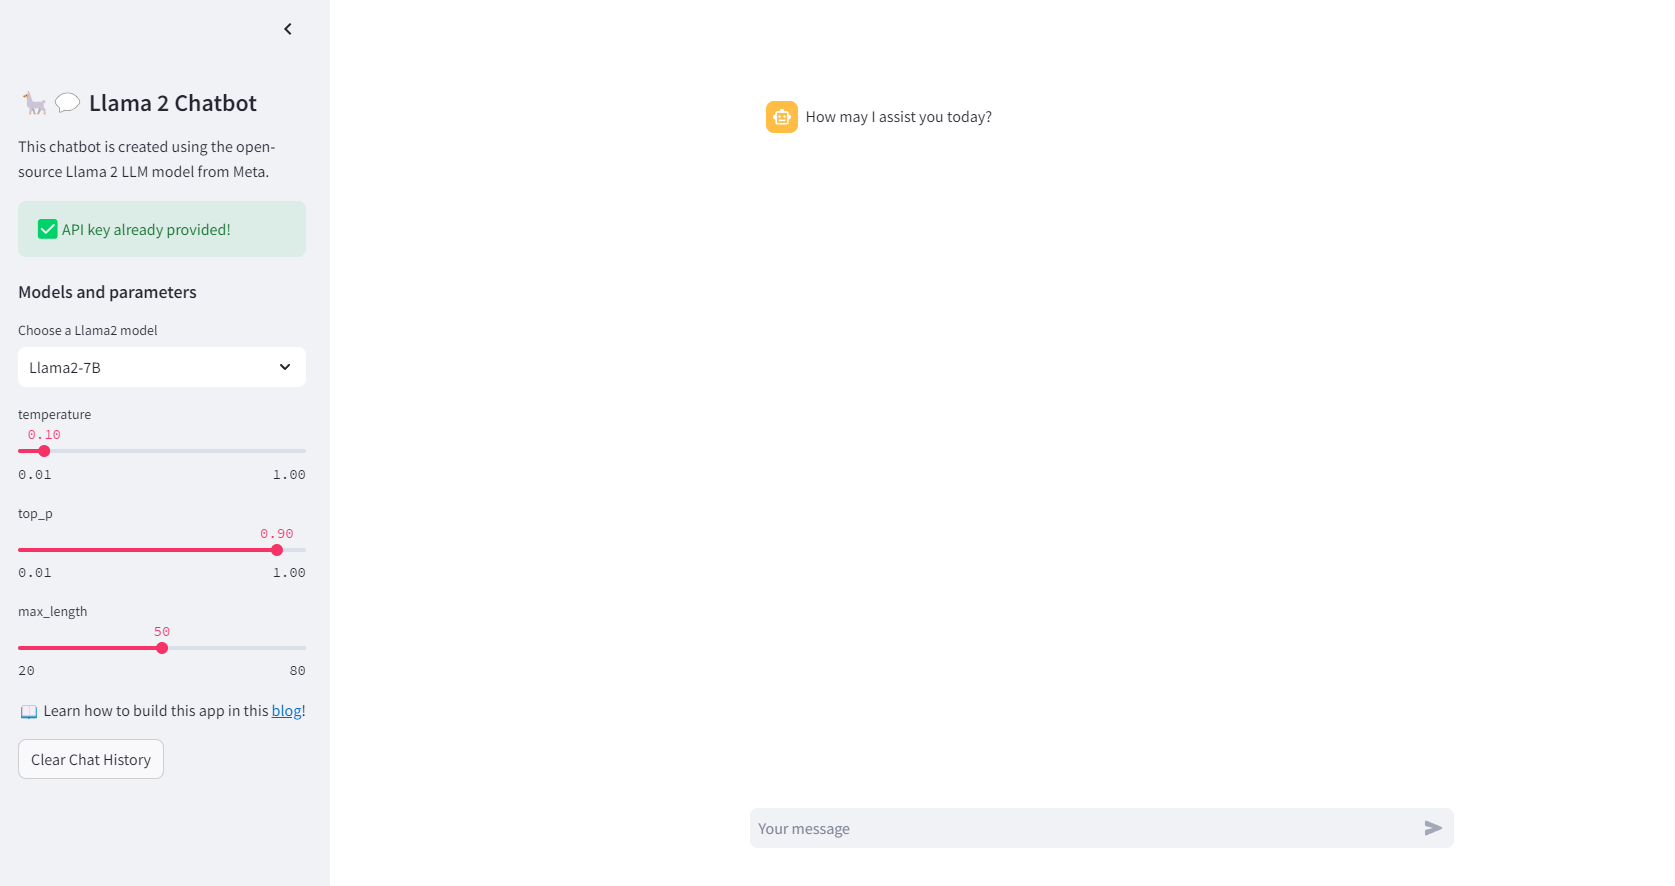 Llama 2 Chatbot
This chatbot is created using the open-
source Llama 2 LLM model from Meta.
API key already provided!
Models and parameters
Choose a Llama2 model
Llama2-7B
temperature
0.10
0.01 1.00
top_p
0.90
0.01 1.00
max_length
50
20 80
Learn how to build this app in this blog!
Clear Chat History
How may I assist you today?
Your message